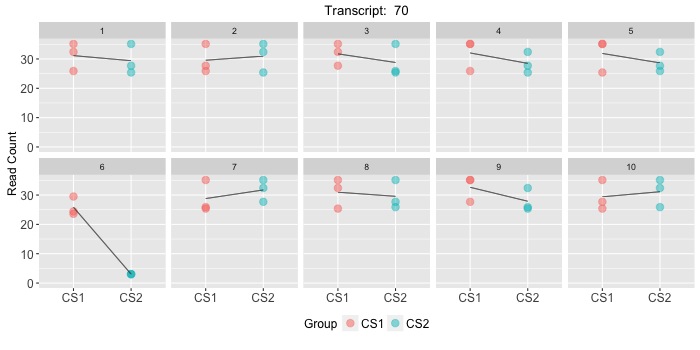 Transcript: 70
1 2 3 4 5
30
20
10
0
Read Count
6 7 8 9 10
30
20
10
0
CS1 CS2 CS1 CS2 CS1 CS2 CS1 CS2 CS1 CS2
Group CS1 CS2